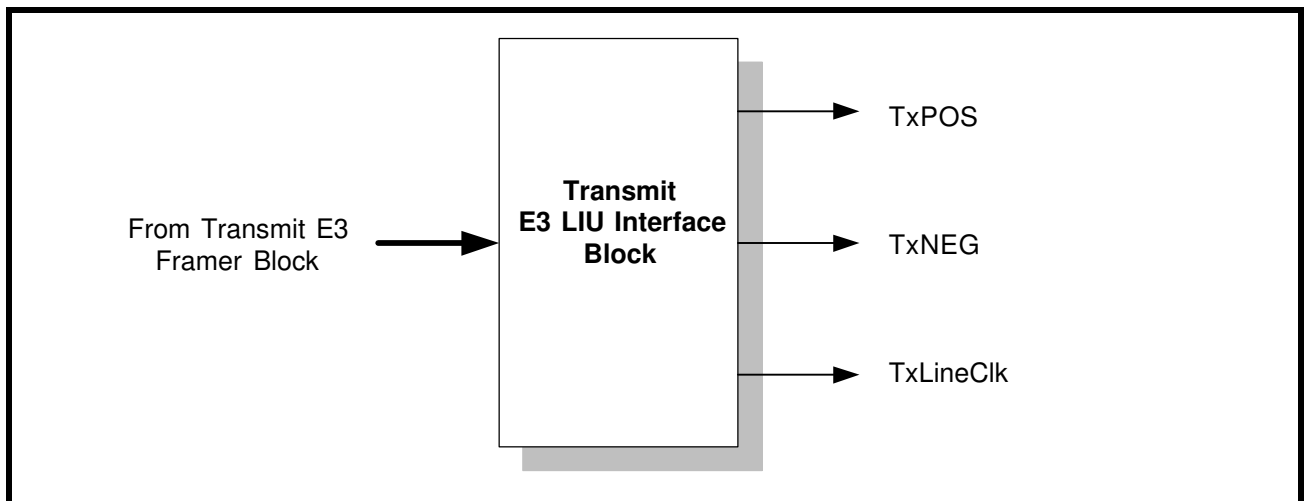 From Transmit E3
Framer Block
Transmit
E3 LIU Interface
Block
TxPOS
TxNEG
TxLineClk